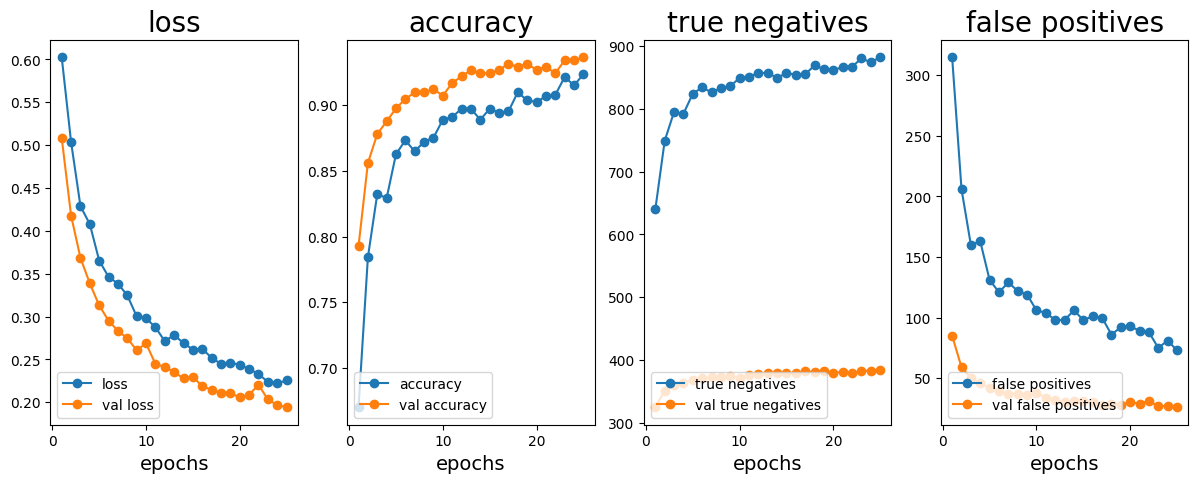 loss
0.60
0.55
0.50
0.45
0.40
0.35
0.30
0.25
0.20
loss
val loss
0
10
20
epochs
accuracy
0.90
0.85
0.80
0.75
0.70
accuracy
val accuracy
0
10
20
epochs
true negatives
900
800
700
600
500
400
300
true negatives
val true negatives
0
10
20
epochs
false positives
300
250
200
150
100
50
false positives
val false positives
0
10
20
epochs